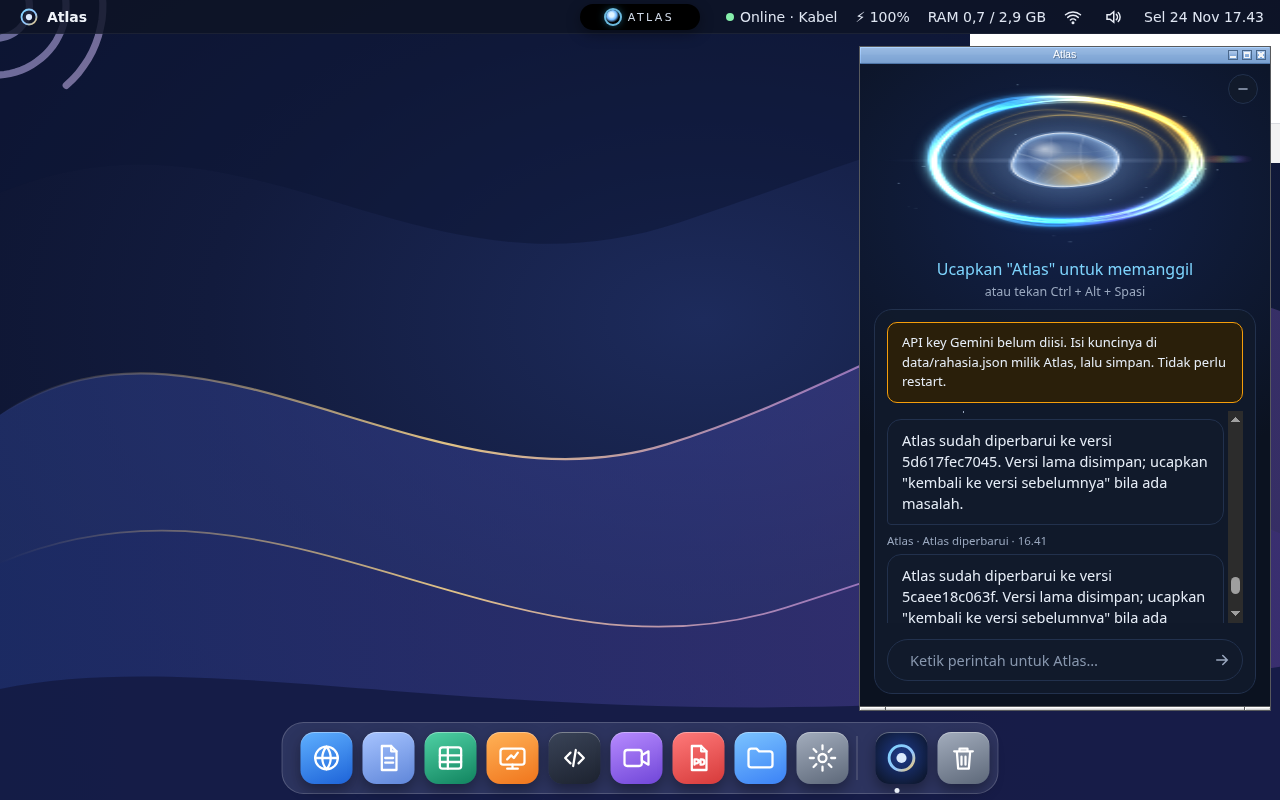 Atlas
ATLAS
Online · Kabel
⚡ 100%
RAM 0,7 / 2,9 GB
Sel 24 Nov 17.43
Atlas
Ucapkan "Atlas" untuk memanggil
atau tekan Ctrl + Alt + Spasi
API key Gemini belum diisi. Isi kuncinya di
data/rahasia.json milik Atlas, lalu simpan. Tidak perlu
restart.
Atlas sudah diperbarui ke versi
5d617fec7045. Versi lama disimpan; ucapkan
"kembali ke versi sebelumnya" bila ada
masalah.
Atlas · Atlas diperbarui · 16.41
Atlas sudah diperbarui ke versi
5caee18c063f. Versi lama disimpan; ucapkan
"kembali ke versi sebelumnya" bila ada
Ketik perintah untuk Atlas...